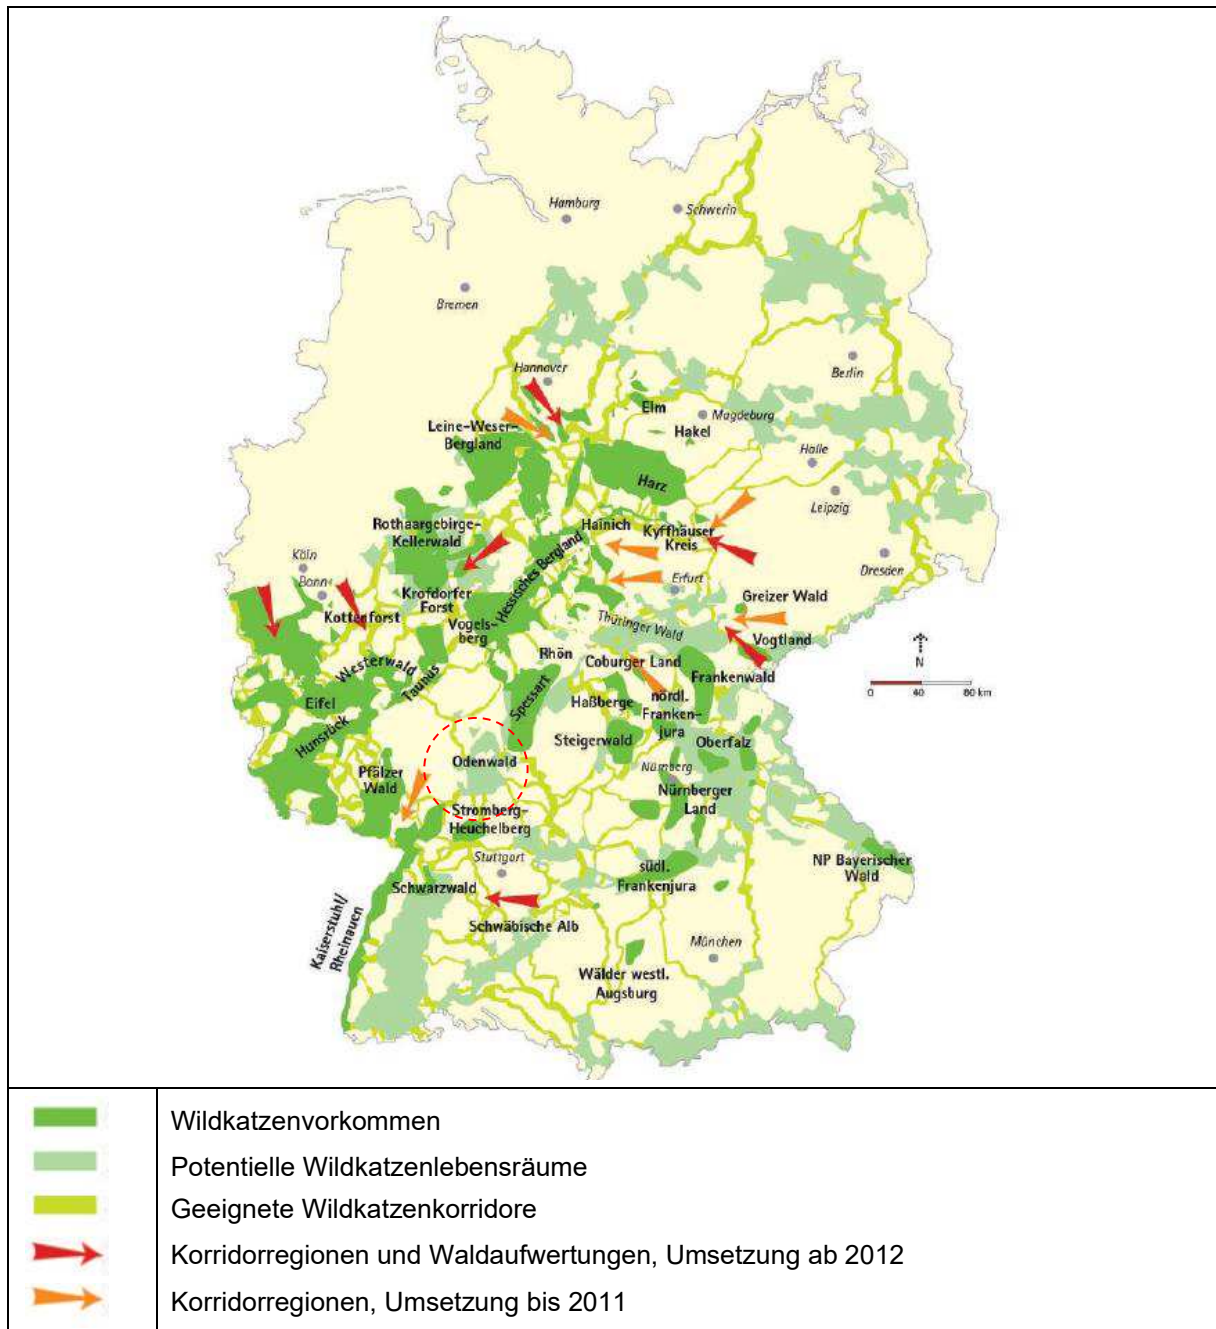 Hamburg
Schwerin
Bremen
Hannover
Berlin
Elm
Magdeburg
Leine-Weser-
Bergland
Hakel
Halle
Harz
Leipzig
Rothaargebirge-
Kellerwald
Hainich
Kyffhäuser
Kreis
Köln
Bonn
Hessisches Bergland
Erfurt
Dresden
Krofdorfer
Forst
Greizer Wald
Kottenforst
Vogels-
berg
Thüringer Wald
Vogtland
Westerwald
Rhön
Coburger Land
Taunus
Frankenwald
N
0 40 80 km
Eifel
Spessart
Haßberge
nördl.
Franken-
jura
Hunsrück
Steigerwald
Oberfalz
Odenwald
Nürnberg
Pfälzer
Wald
Nürnberger
Land
Stromberg-
Heuchelberg
Stuttgart
südl.
Frankenjura
NP Bayerischer
Wald
Schwarzwald
Kaiserstuhl/
Rheinauen
Schwäbische Alb
München
Wälder westl.
Augsburg
Wildkatzenvorkommen
Potentielle Wildkatzenlebensräume
Geeignete Wildkatzenkorridore
Korridorregionen und Waldaufwertungen, Umsetzung ab 2012
Korridorregionen, Umsetzung bis 2011